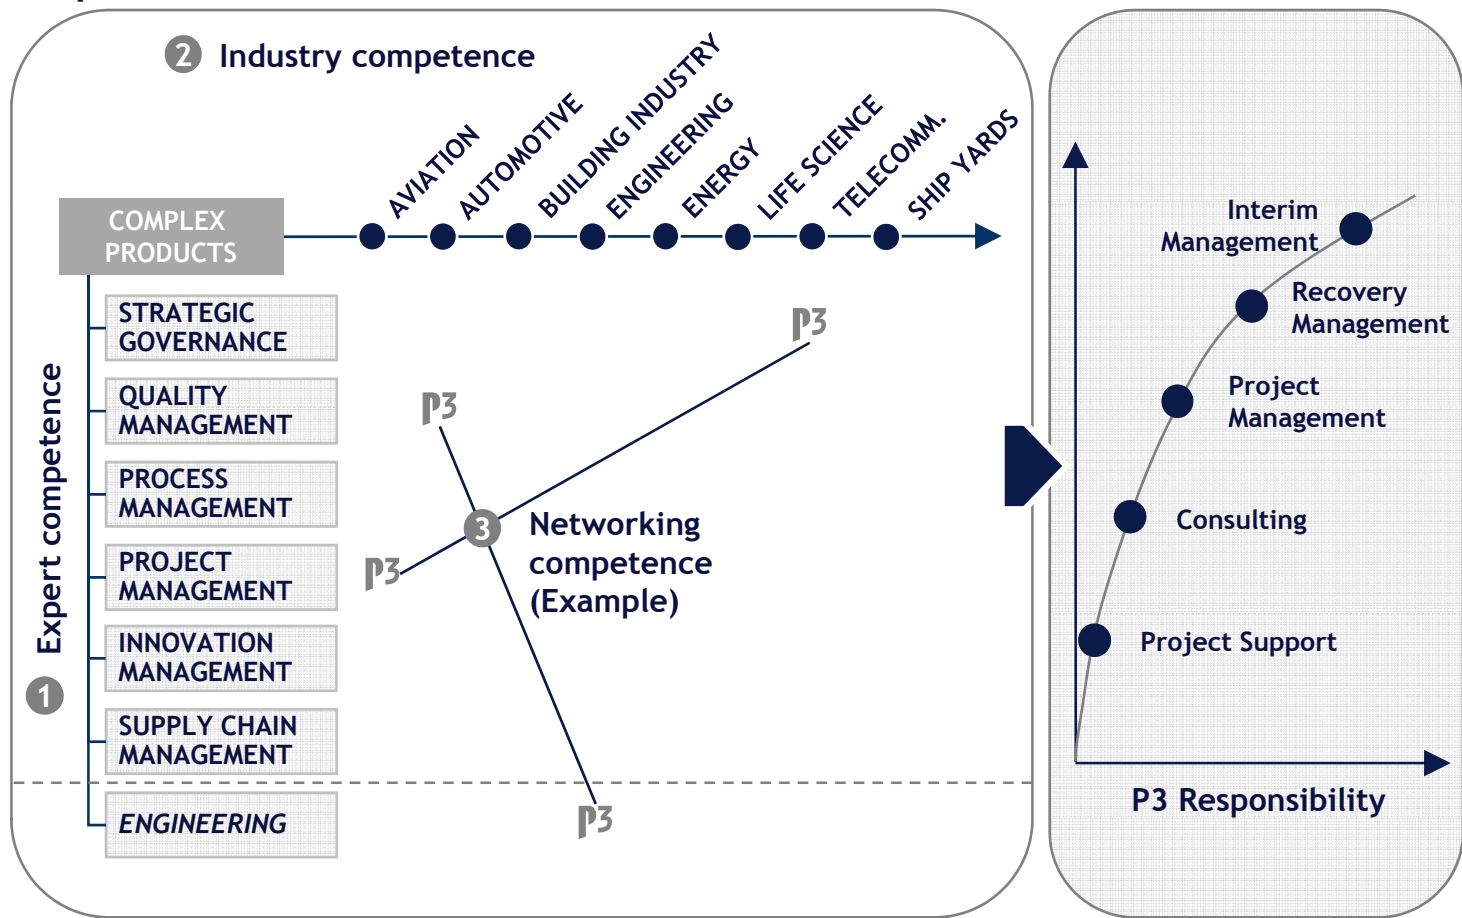 2 Industry competence
AVIATION
AUTOMOTIVE
BUILDING INDUSTRY
ENGINEERING
ENERGY
LIFE SCIENCE
TELECOMM.
SHIP YARDS
COMPLEX
PRODUCTS
1 Expert competence
STRATEGIC
GOVERNANCE
QUALITY
MANAGEMENT
PROCESS
MANAGEMENT
PROJECT
MANAGEMENT
INNOVATION
MANAGEMENT
SUPPLY CHAIN
MANAGEMENT
ENGINEERING
P3
P3
P3
P3
3
Networking
competence
(Example)
Interim
Management
Recovery
Management
Project
Management
Consulting
Project Support
P3 Responsibility